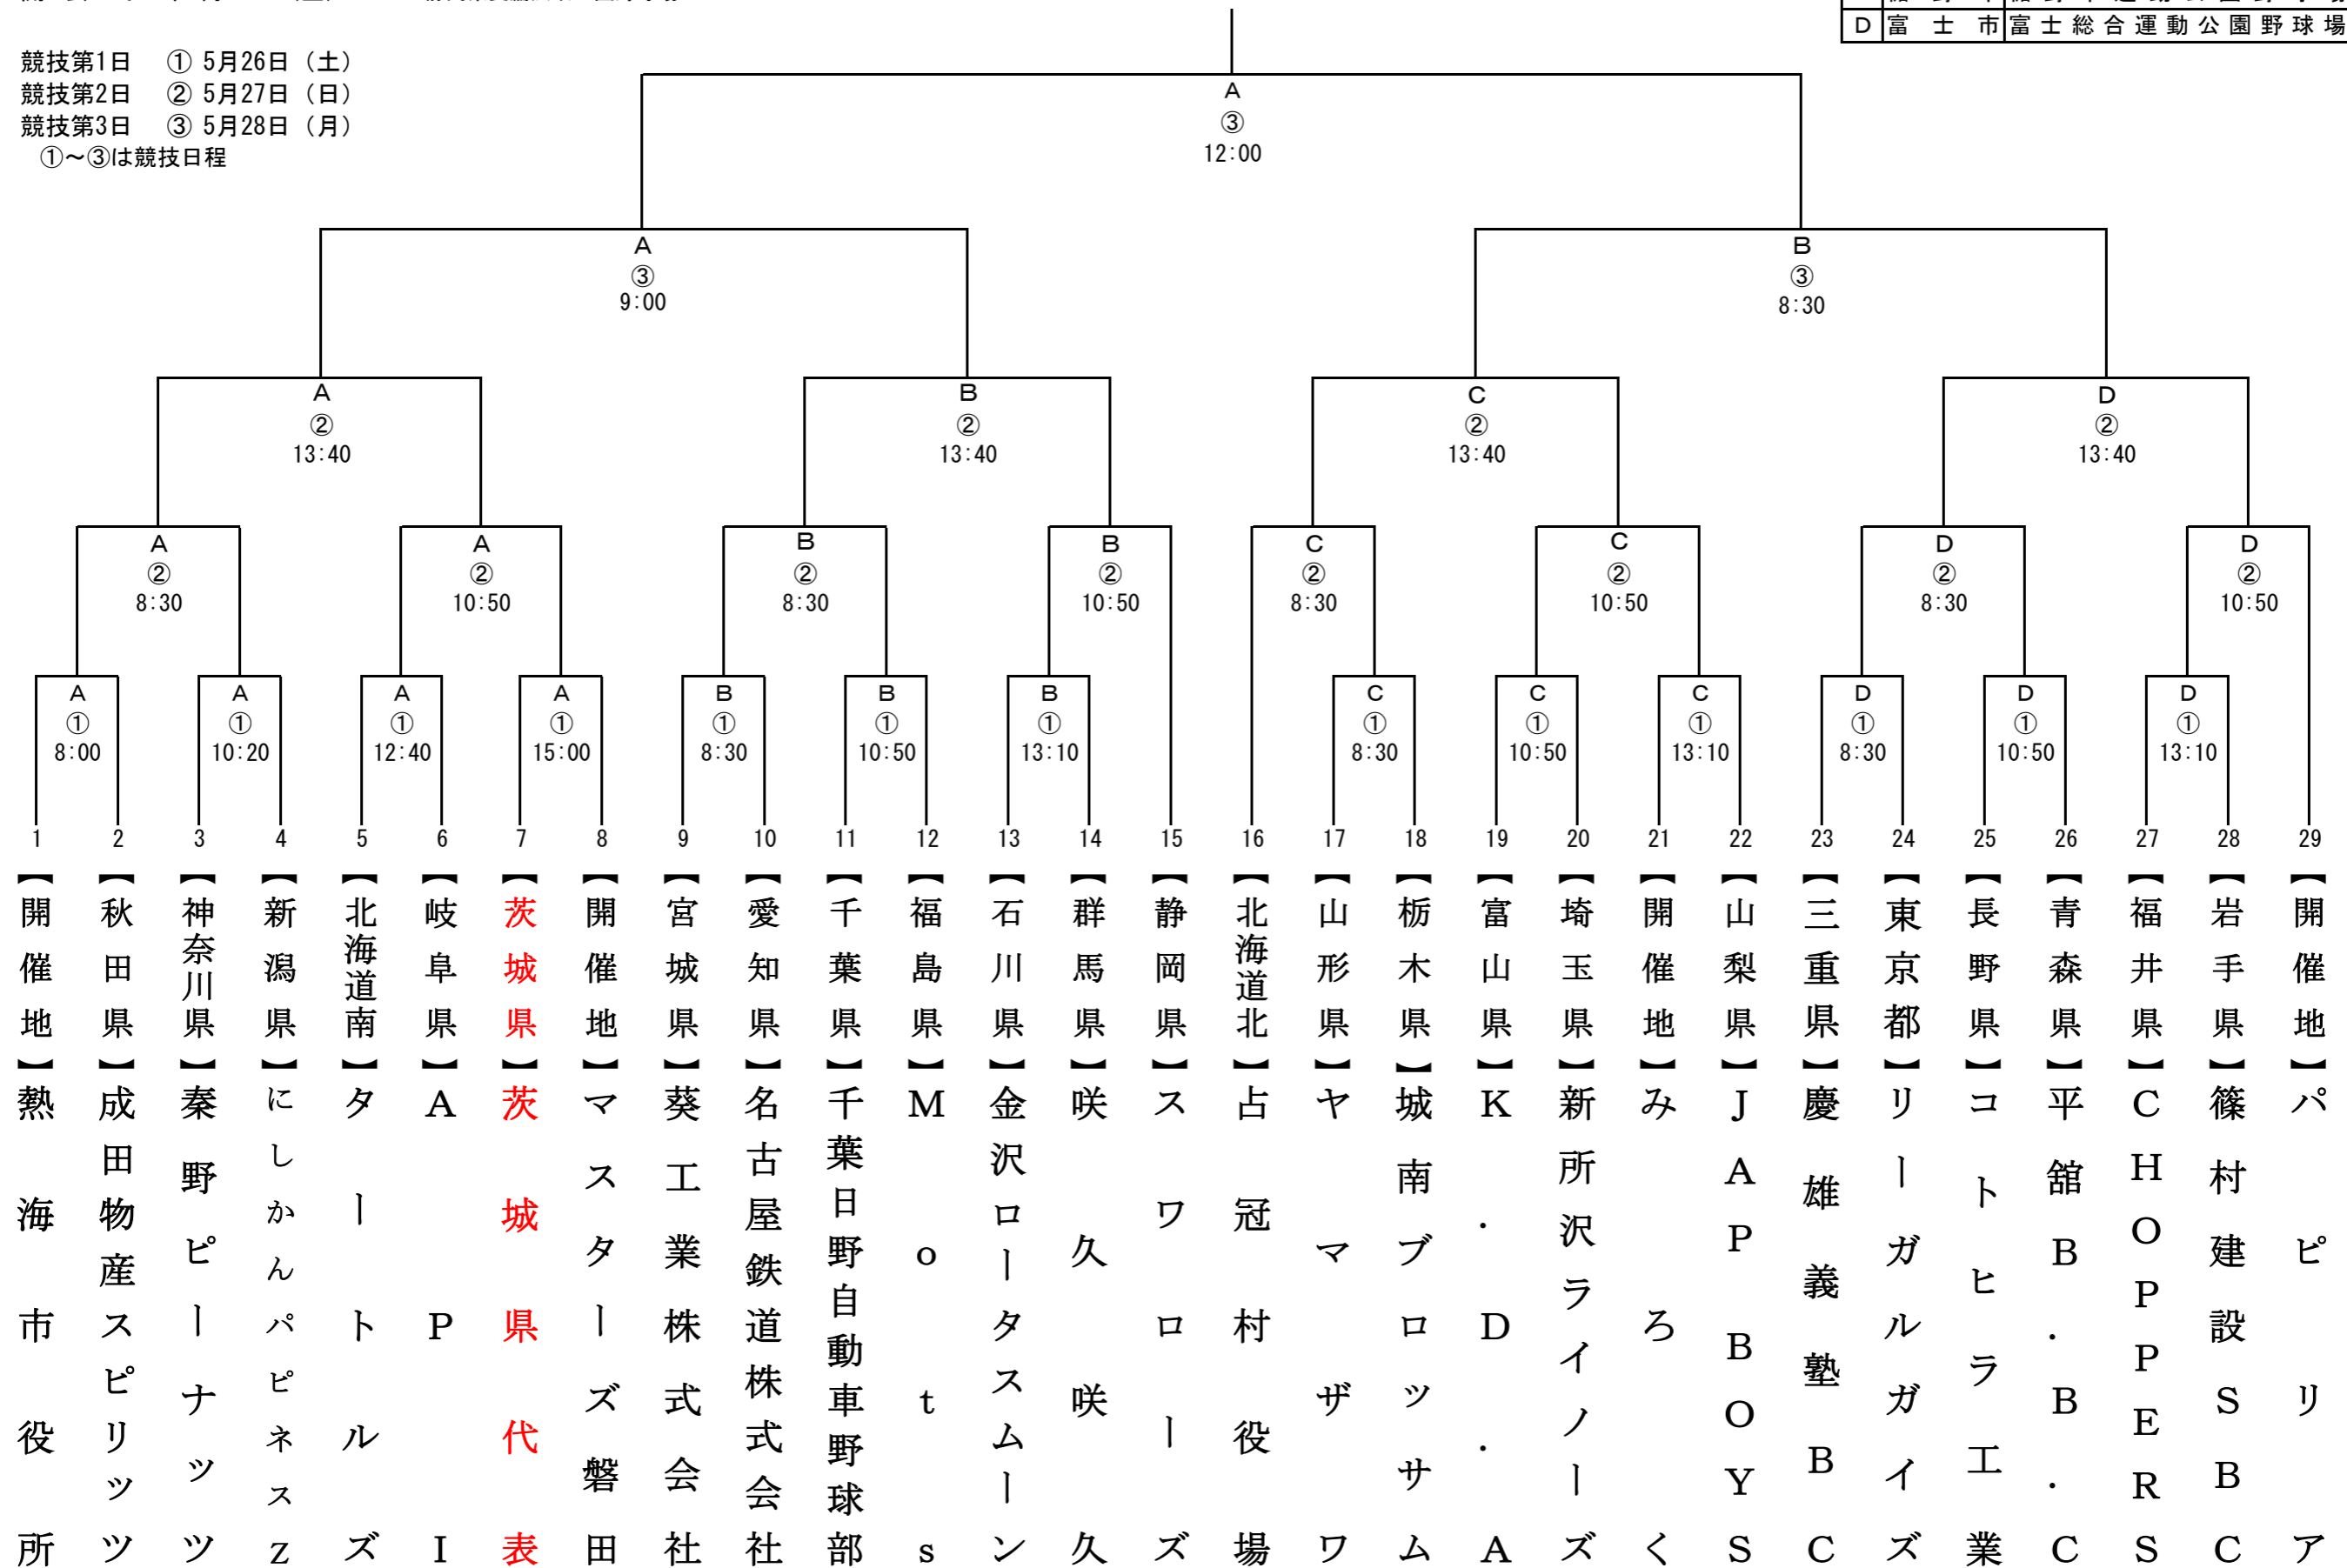 D 富士市 富士総合運動公園野球場
競技第1日 ① 5月26日（土）
競技第2日 ② 5月27日（日）
競技第3日 ③ 5月28日（月）
①～③は競技日程
A ③ 12:00
A ③ 9:00
B ③ 8:30
A ② 13:40
B ② 13:40
C ② 13:40
D ② 13:40
A ② 8:30
A ② 10:50
B ② 8:30
B ② 10:50
C ② 8:30
C ② 10:50
D ② 8:30
D ② 10:50
A ① 8:00
A ① 10:20
A ① 12:40
A ① 15:00
B ① 8:30
B ① 10:50
B ① 13:10
C ① 8:30
C ① 10:50
C ① 13:10
D ① 8:30
D ① 10:50
D ① 13:10
1 【開催地】熱海市役所
2 【秋田県】成田物産スピリッツ
3 【神奈川県】秦野ピーナッツ
4 【新潟県】にしかんパピネスz
5 【北海道南】タートルズ
6 【岐阜県】API
7 【茨城県】茨城県代表
8 【開催地】マスターズ磐田
9 【宮城県】葵工業株式会社
10 【愛知県】名古屋鉄道株式会社
11 【千葉県】千葉日野自動車野球部
12 【福島県】Mots
13 【石川県】金沢ロータスムーン
14 【群馬県】咲久咲久
15 【静岡県】スワローズ
16 【北海道北】占冠村役場
17 【山形県】ヤマザワ
18 【栃木県】城南ブロッサム
19 【富山県】K.D.A
20 【埼玉県】新所沢ライノーズ
21 【開催地】みろく
22 【山梨県】JAPBOYS
23 【三重県】慶雄義塾BC
24 【東京都】リーガルガイズ
25 【長野県】コトヒラ工業
26 【青森県】平舘B.B.C
27 【福井県】CHOPPERS
28 【岩手県】篠村建設SBC
29 【開催地】パピリア